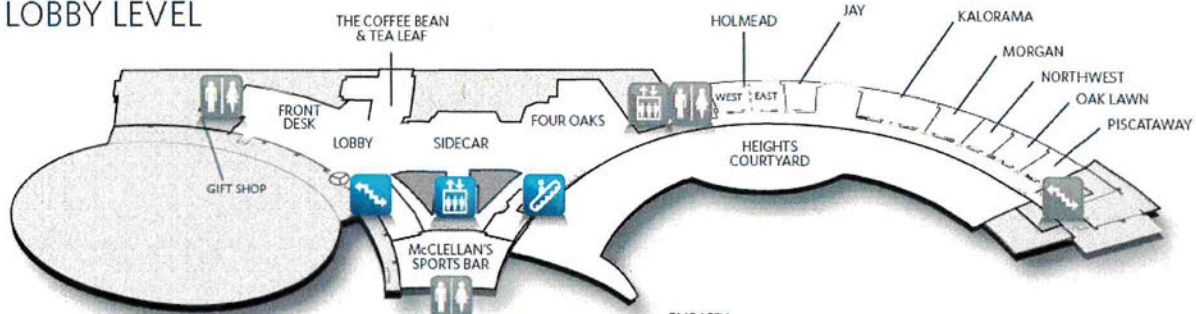 LOBBY LEVEL
THE COFFEE BEAN
& TEA LEAF
HOLMEAD
JAY
KALORAMA
MORGAN
NORTHWEST
OAK LAWN
PISCATAWAY
WEST
EAST
FRONT
DESK
LOBBY
SIDECAR
FOUR OAKS
HEIGHTS
COURTYARD
GIFT SHOP
McCLELLAN'S
SPORTS BAR